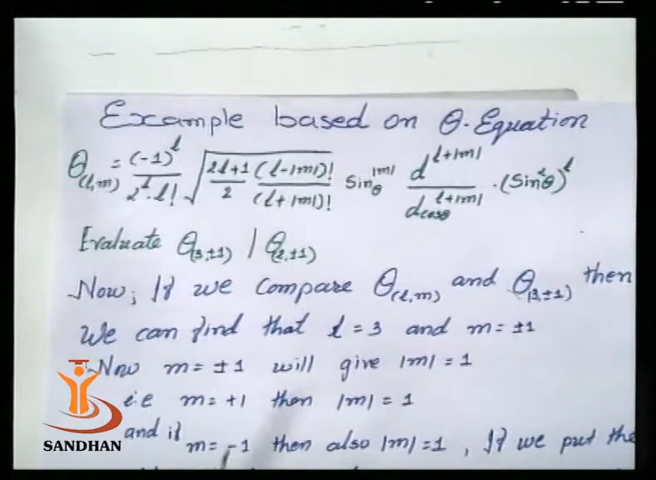 Example based on Θ-Equation
Θ(l,m) = (-1)^l / 2^l · l! √(2l+1 / 2 (l-|m|)! / (l+|m|)!) Sin^|m| θ d^(l+|m|) / d cosθ^(l+|m|) · (Sin²θ)^l
Evaluate Θ(3,±1) / Θ(2,±1)
Now; If we compare Θ(l,m) and Θ(3,±1) then
We can find that l = 3 and m = ±1
Now m = ±1 will give |m| = 1
i.e m = +1 then |m| = 1
and if m = -1 then also |m| = 1, If we put the
SANDHAN